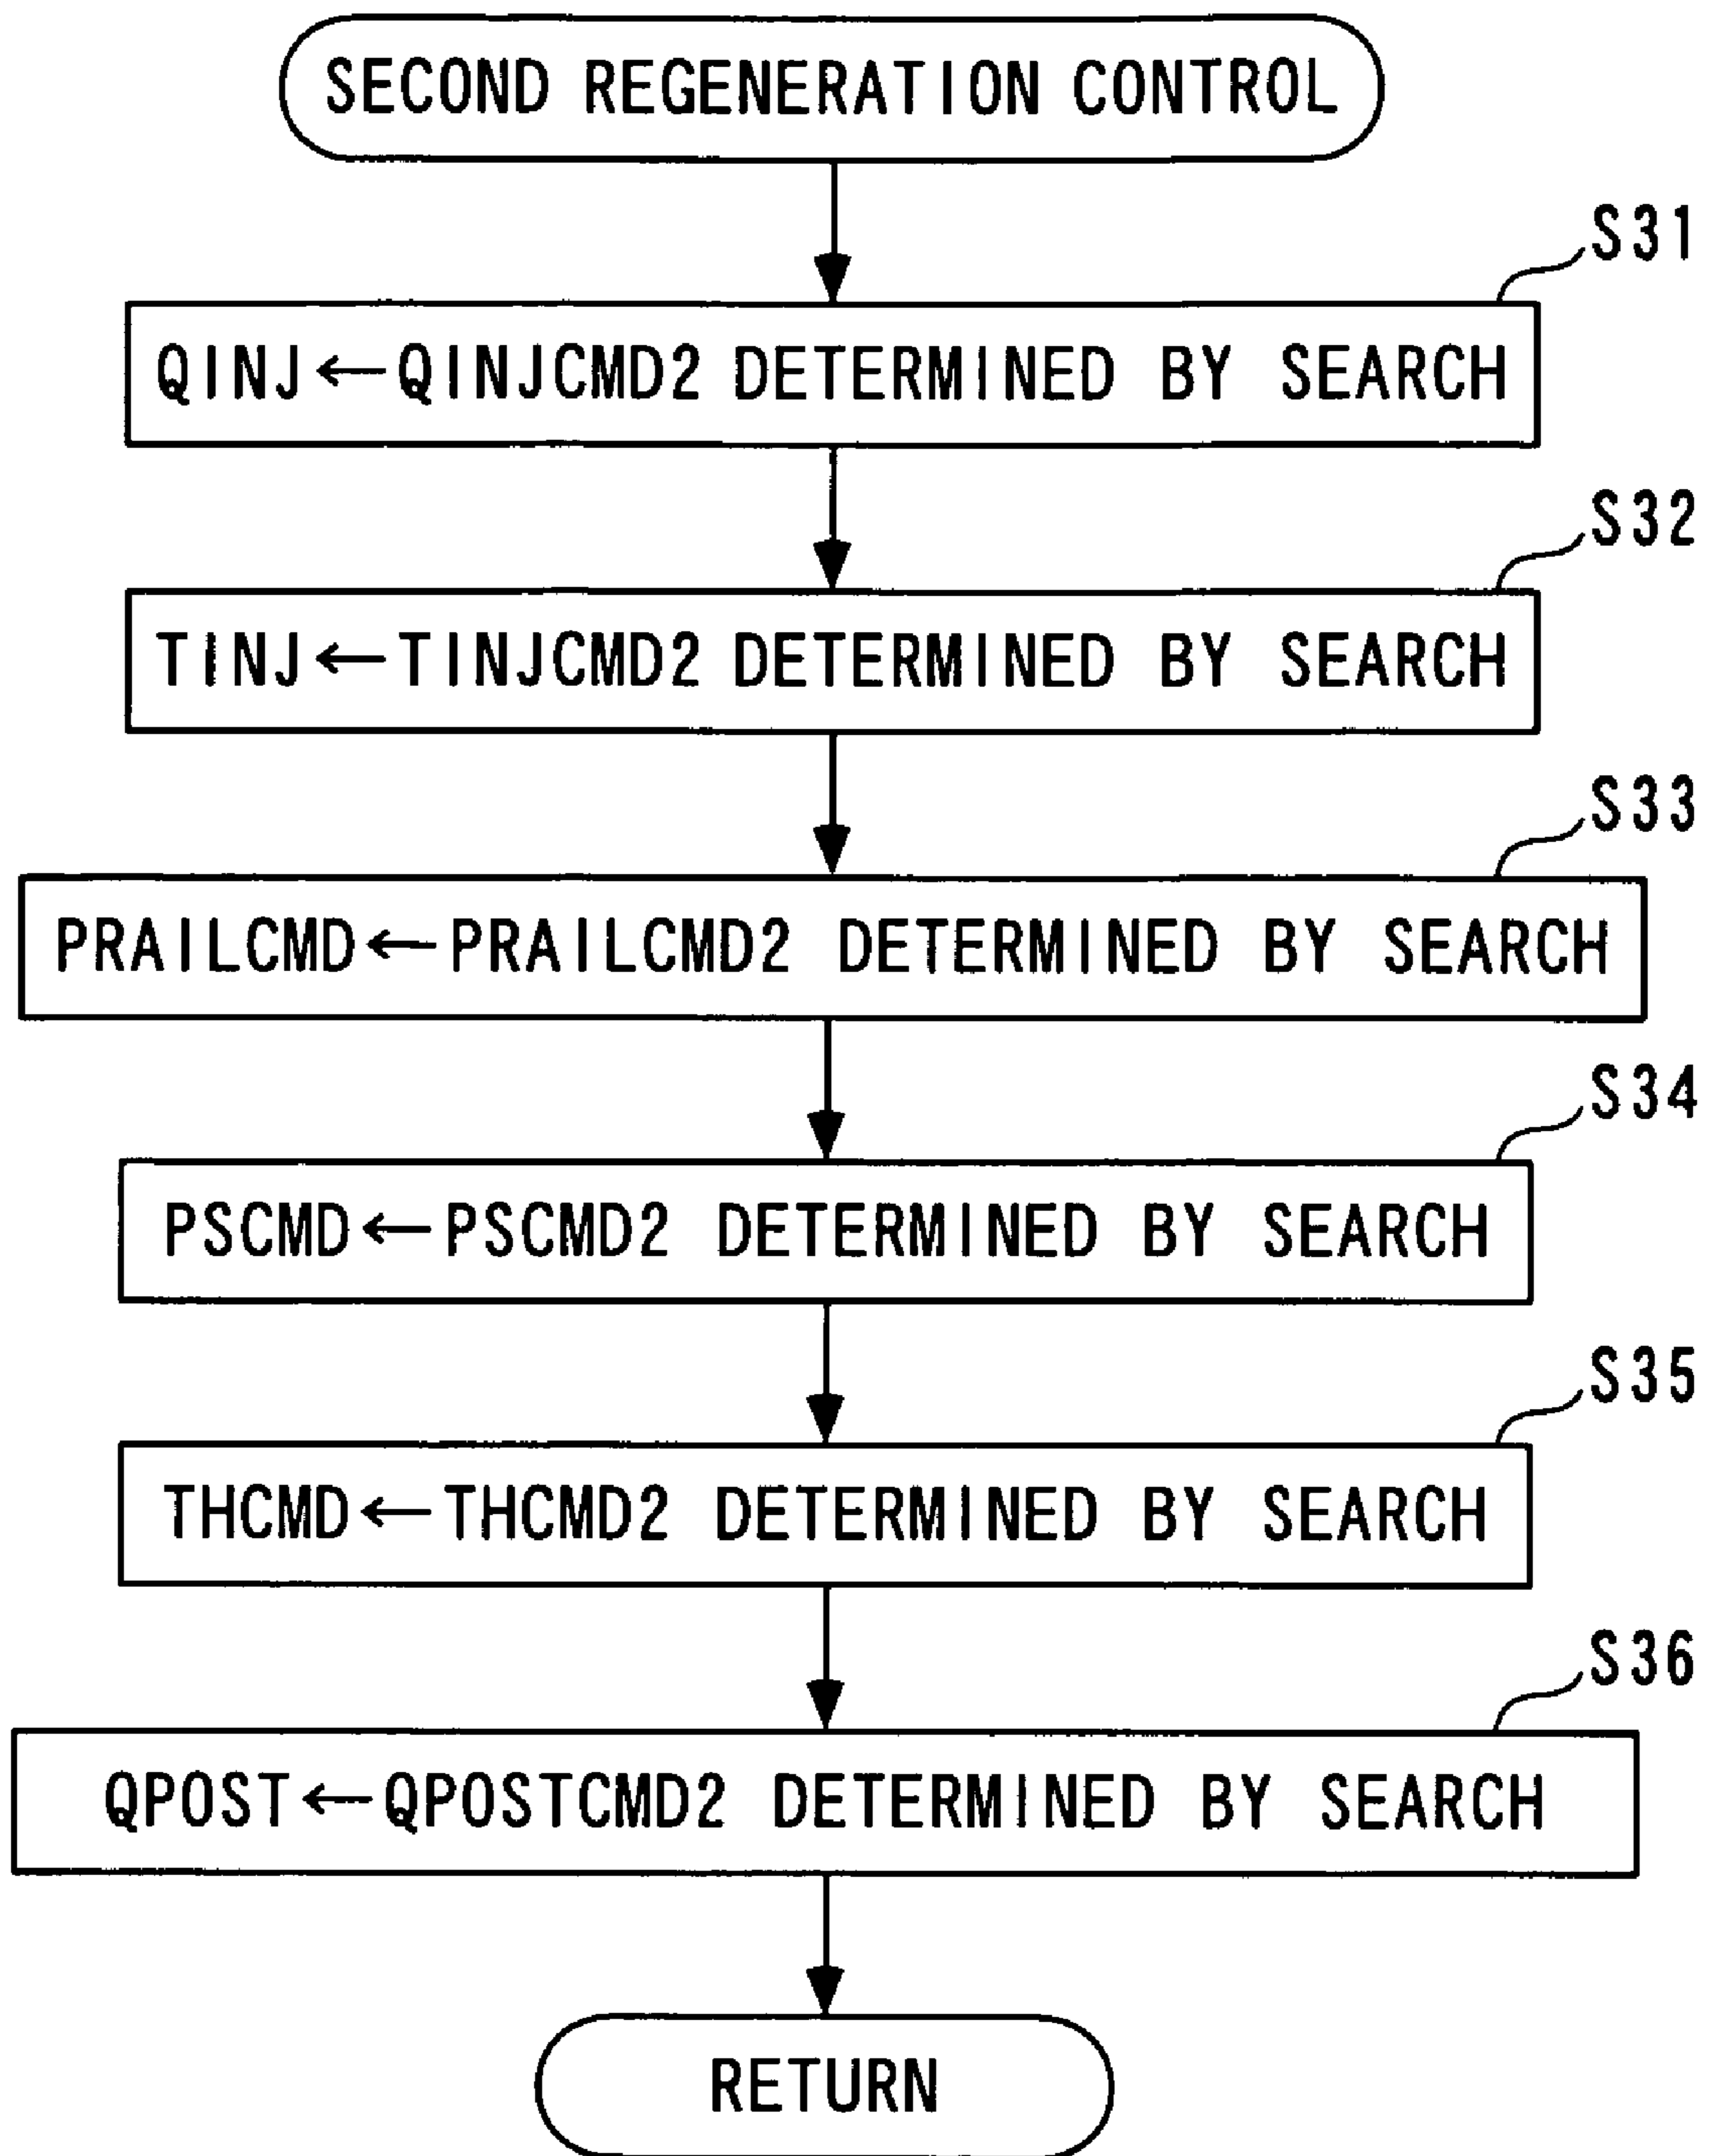 SECOND REGENERATION CONTROL
S31
QINJ←QINJCMD2 DETERMINED BY SEARCH
S32
TINJ←TINJCMD2 DETERMINED BY SEARCH
S33
PRAILCMD←PRAILCMD2 DETERMINED BY SEARCH
S34
PSCMD←PSCMD2 DETERMINED BY SEARCH
S35
THCMD←THCMD2 DETERMINED BY SEARCH
S36
QPOST←QPOSTCMD2 DETERMINED BY SEARCH
RETURN